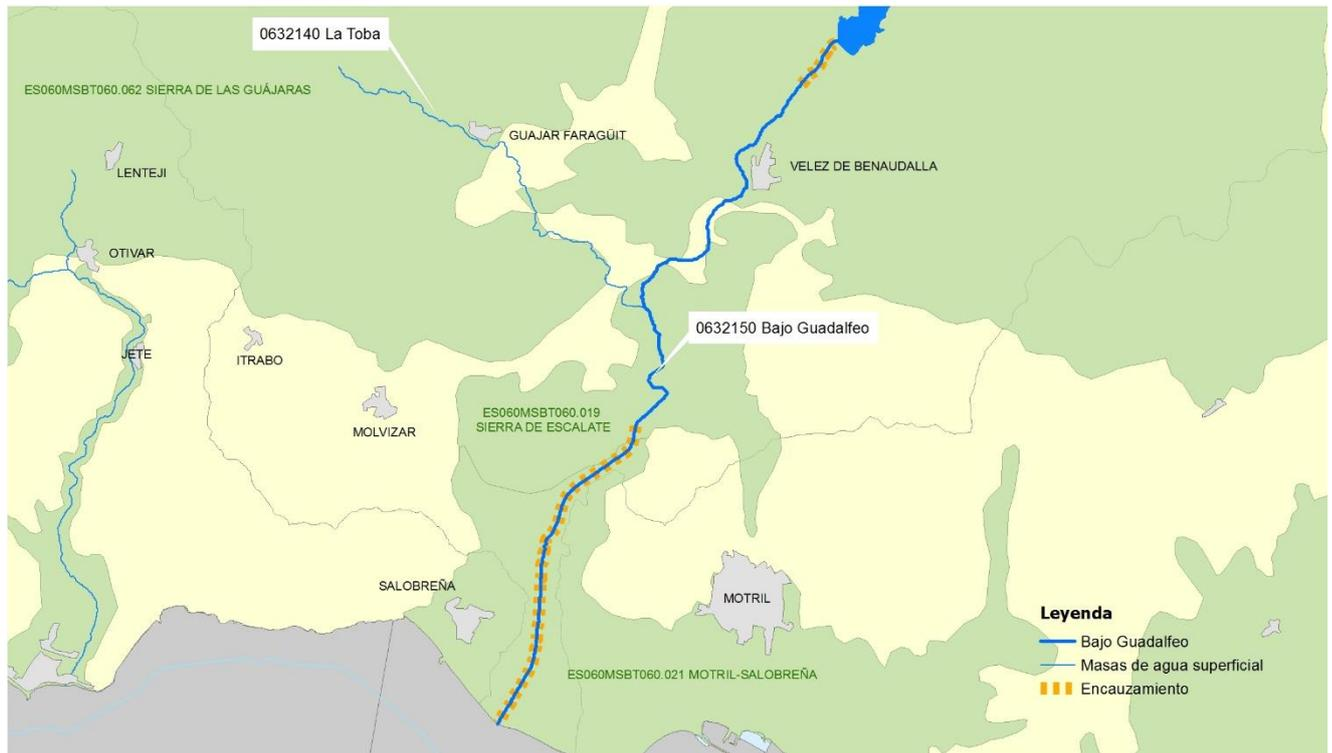 0632140 La Toba
ES060MSBT060.062 SIERRA DE LAS GUÁJARAS
GUAJAR FARAGÜIT
LENTEJI
VELEZ DE BENAUDALLA
OTIVAR
0632150 Bajo Guadalfeo
JETE
ITRABO
ES060MSBT060.019
SIERRA DE ESCALATE
MOLVIZAR
SALOBREÑA
MOTRIL
ES060MSBT060.021 MOTRIL-SALOBREÑA
Leyenda
Bajo Guadalfeo
Masas de agua superficial
Encauzamiento